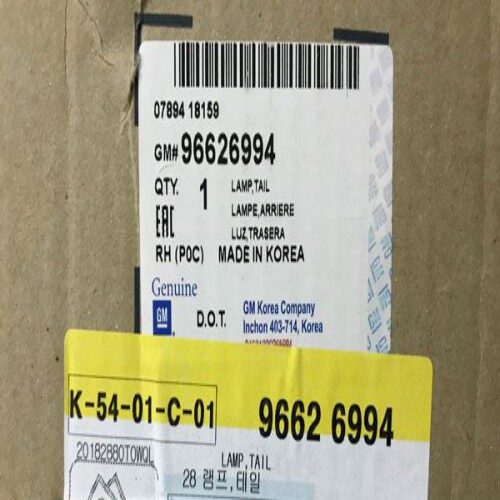 07894 18159
GM# 96626994
QTY. 1 LAMP,TAIL
LAMPE,ARRIERE
EAC LUZ,TRASERA
RH (P0C) MADE IN KOREA
Genuine
GM D.O.T. GM Korea Company
Inchon 403-714, Korea
K-54-01-C-01 9662 6994
20182880TOWQL
LAMP,TAIL
28 램프,테일